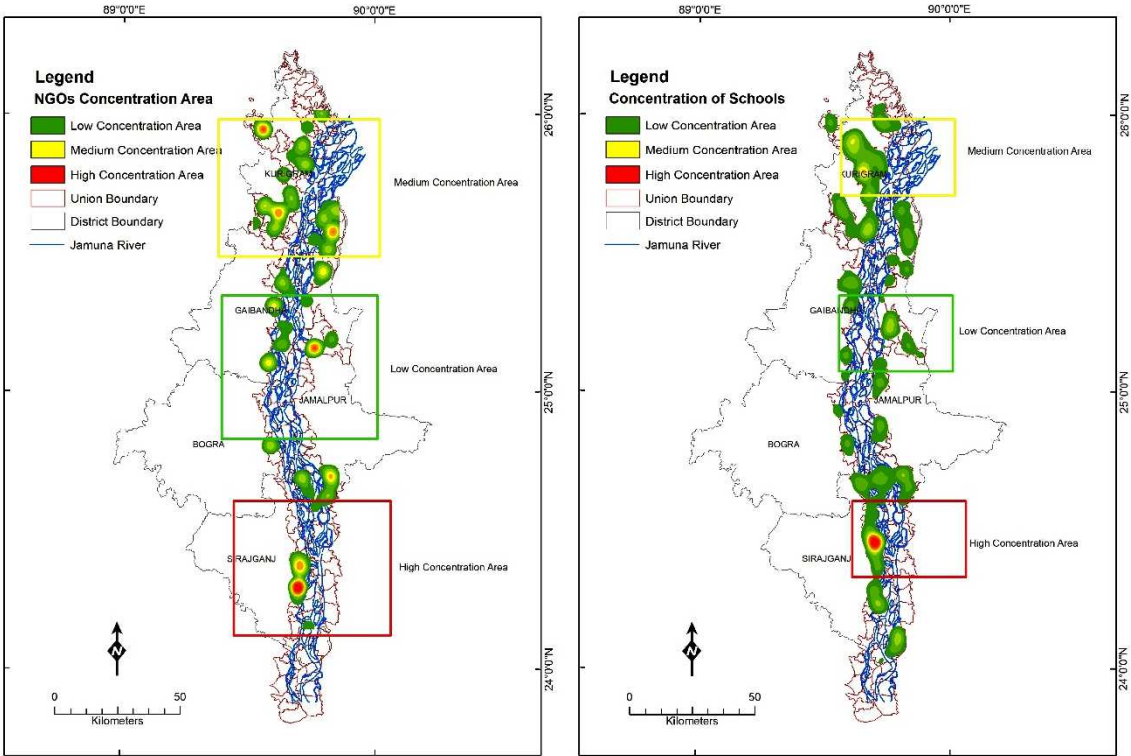 89°0'0"E
90°0'0"E
Legend
NGOs Concentration Area
Low Concentration Area
Medium Concentration Area
High Concentration Area
Union Boundary
District Boundary
Jamuna River
26°0'0"N
KURIGRAM
Medium Concentration Area
GAIBANDHA
Low Concentration Area
25°0'0"N
JAMALPUR
BOGRA
SIRAJGANJ
High Concentration Area
N
24°0'0"N
0 50
Kilometers
89°0'0"E
90°0'0"E
Legend
Concentration of Schools
Low Concentration Area
Medium Concentration Area
High Concentration Area
Union Boundary
District Boundary
Jamuna River
26°0'0"N
Medium Concentration Area
KURIGRAM
GAIBANDHA
Low Concentration Area
25°0'0"N
JAMALPUR
BOGRA
SIRAJGANJ
High Concentration Area
N
24°0'0"N
0 50
Kilometers